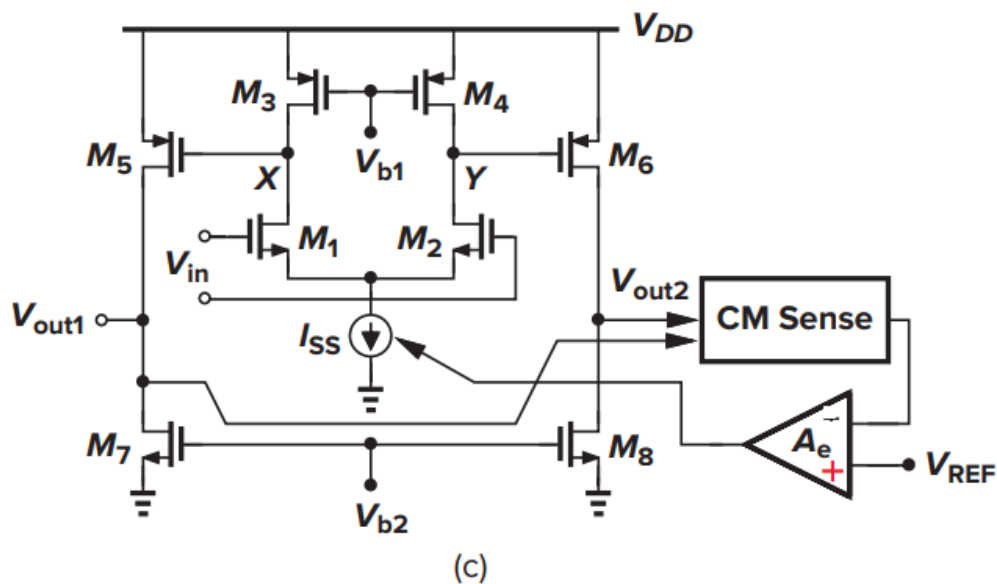 V_DD
M_3
M_4
M_5
V_b1
M_6
X
Y
M_1
M_2
V_in
V_out1
V_out2
CM Sense
I_SS
−
A_e
+
V_REF
M_7
M_8
V_b2
(c)